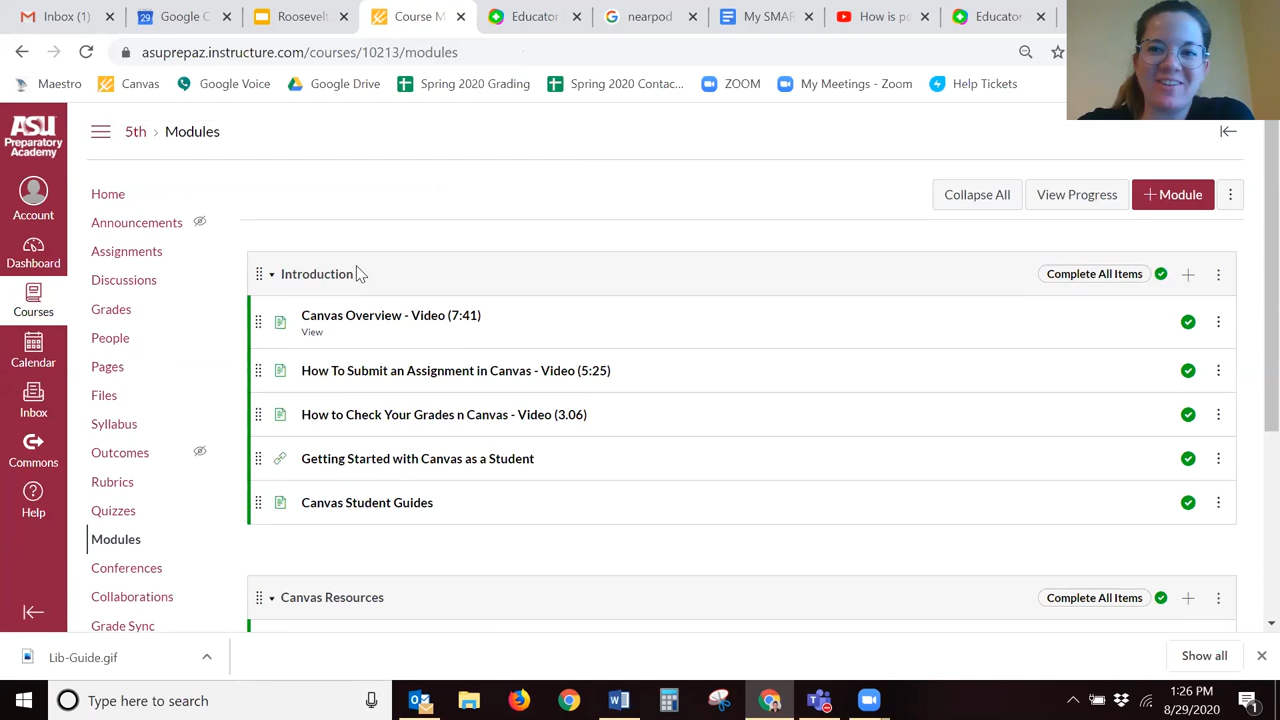 Inbox (1)
Google C
Roosevel
Course M
Educator
nearpod
My SMAR
How is po
Educator
asuprepaz.instructure.com/courses/10213/modules
Maestro
Canvas
Google Voice
Google Drive
Spring 2020 Grading
Spring 2020 Contac...
ZOOM
My Meetings - Zoom
Help Tickets
ASU
Preparatory
Academy
Account
Dashboard
Courses
Calendar
Inbox
Commons
Help
5th › Modules
Home
Announcements
Assignments
Discussions
Grades
People
Pages
Files
Syllabus
Outcomes
Rubrics
Quizzes
Modules
Conferences
Collaborations
Grade Sync
Collapse All
View Progress
+ Module
Introduction
Complete All Items
Canvas Overview - Video (7:41)
View
How To Submit an Assignment in Canvas - Video (5:25)
How to Check Your Grades n Canvas - Video (3.06)
Getting Started with Canvas as a Student
Canvas Student Guides
Canvas Resources
Complete All Items
Lib-Guide.gif
Show all
Type here to search
1:26 PM
8/29/2020
1